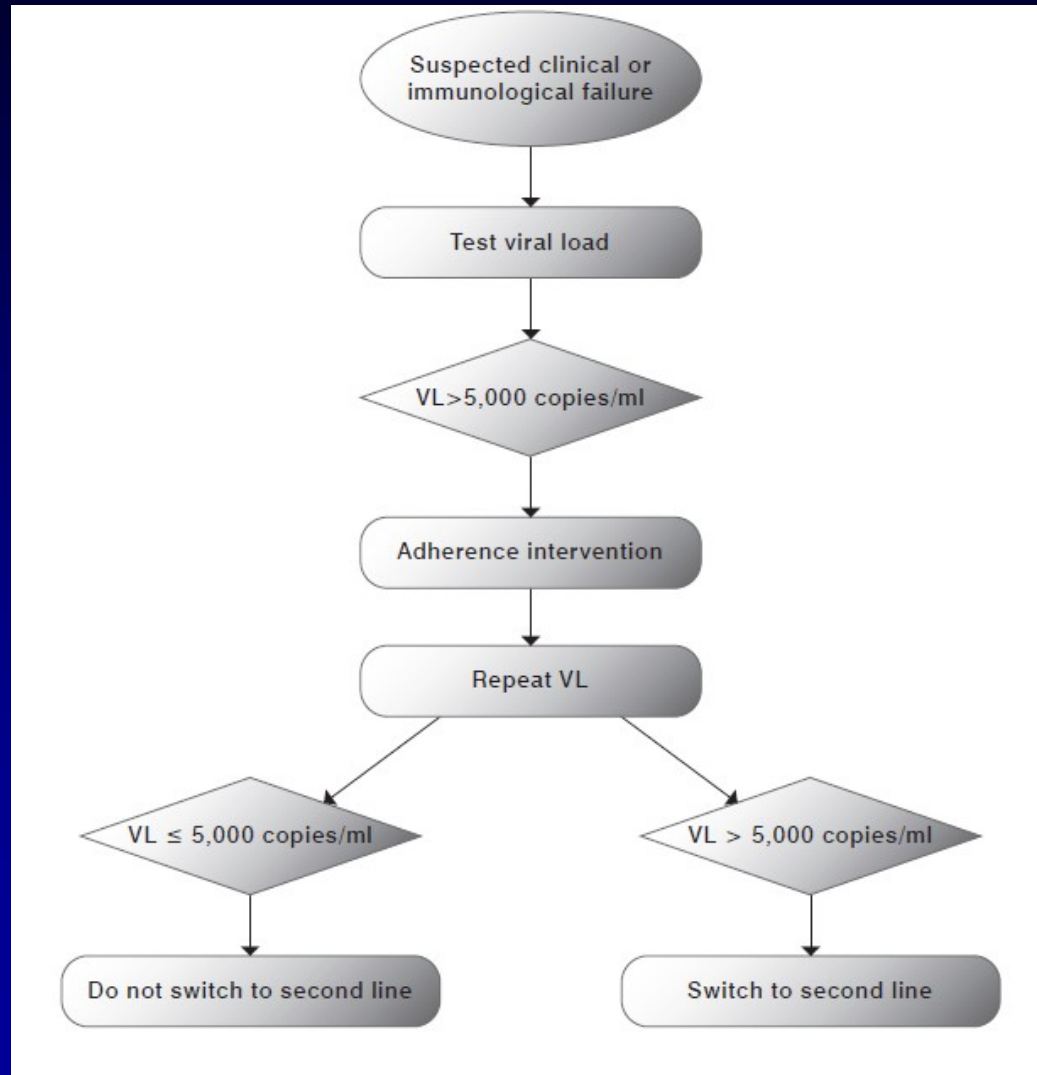 Suspected clinical or
immunological failure
Test viral load
VL>5,000 copies/ml
Adherence intervention
Repeat VL
VL ≤ 5,000 copies/ml
VL > 5,000 copies/ml
Do not switch to second line
Switch to second line